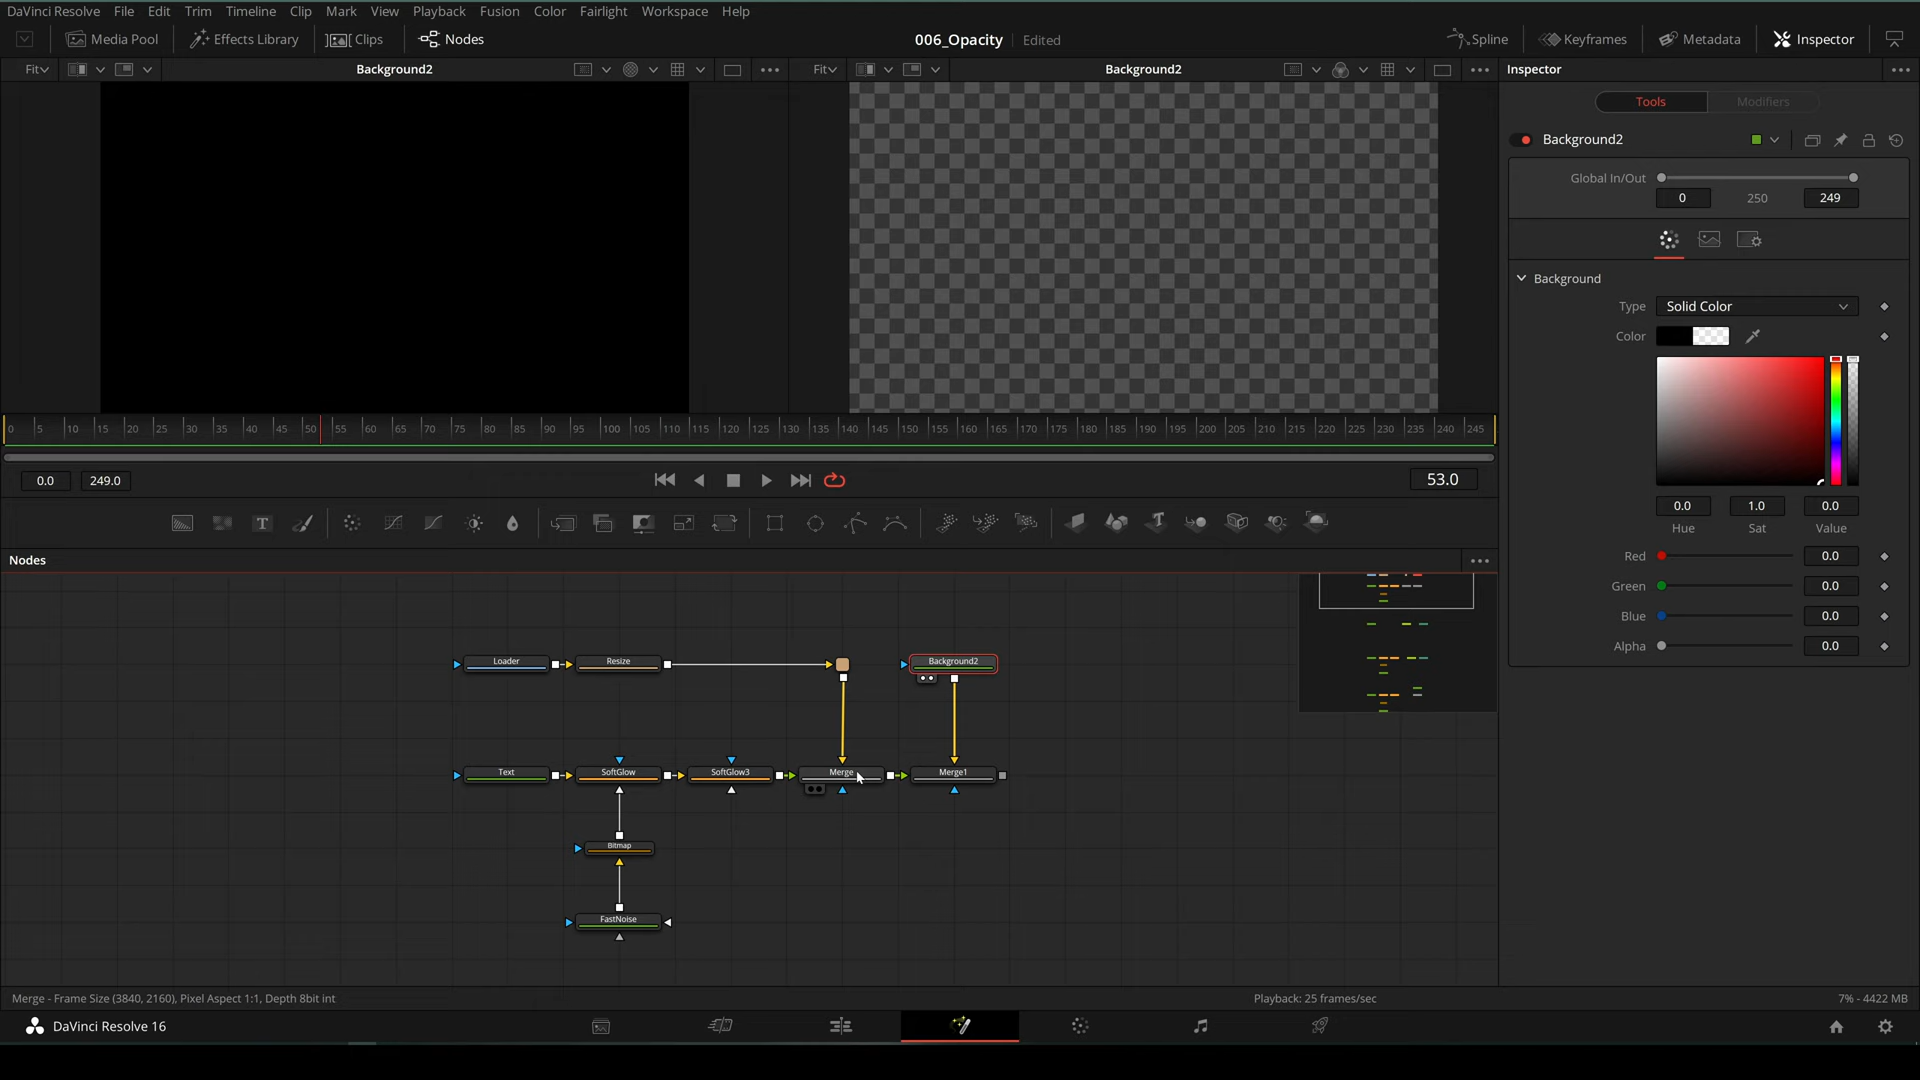 DaVinci Resolve File Edit Trim Timeline Clip Mark View Playback Fusion Color Fairlight Workspace Help
Media Pool Effects Library Clips Nodes 006_Opacity Edited Spline Keyframes Metadata Inspector
Fit Background2 Fit Background2 Inspector
Tools Modifiers
Background2
Global In/Out
0 250 249
Background
Type Solid Color
Color
0 5 10 15 20 25 30 35 40 45 50 55 60 65 70 75 80 85 90 95 100 105 110 115 120 125 130 135 140 145 150 155 160 165 170 175 180 185 190 195 200 205 210 215 220 225 230 235 240 245
0.0 249.0 53.0
0.0 1.0 0.0
Hue Sat Value
Red 0.0
Green 0.0
Blue 0.0
Alpha 0.0
Nodes
Loader Resize Background2
Text SoftGlow SoftGlow3 Merge Merge1
Bitmap
FastNoise
Merge - Frame Size (3840, 2160), Pixel Aspect 1:1, Depth 8bit int Playback: 25 frames/sec 7% - 4422 MB
DaVinci Resolve 16